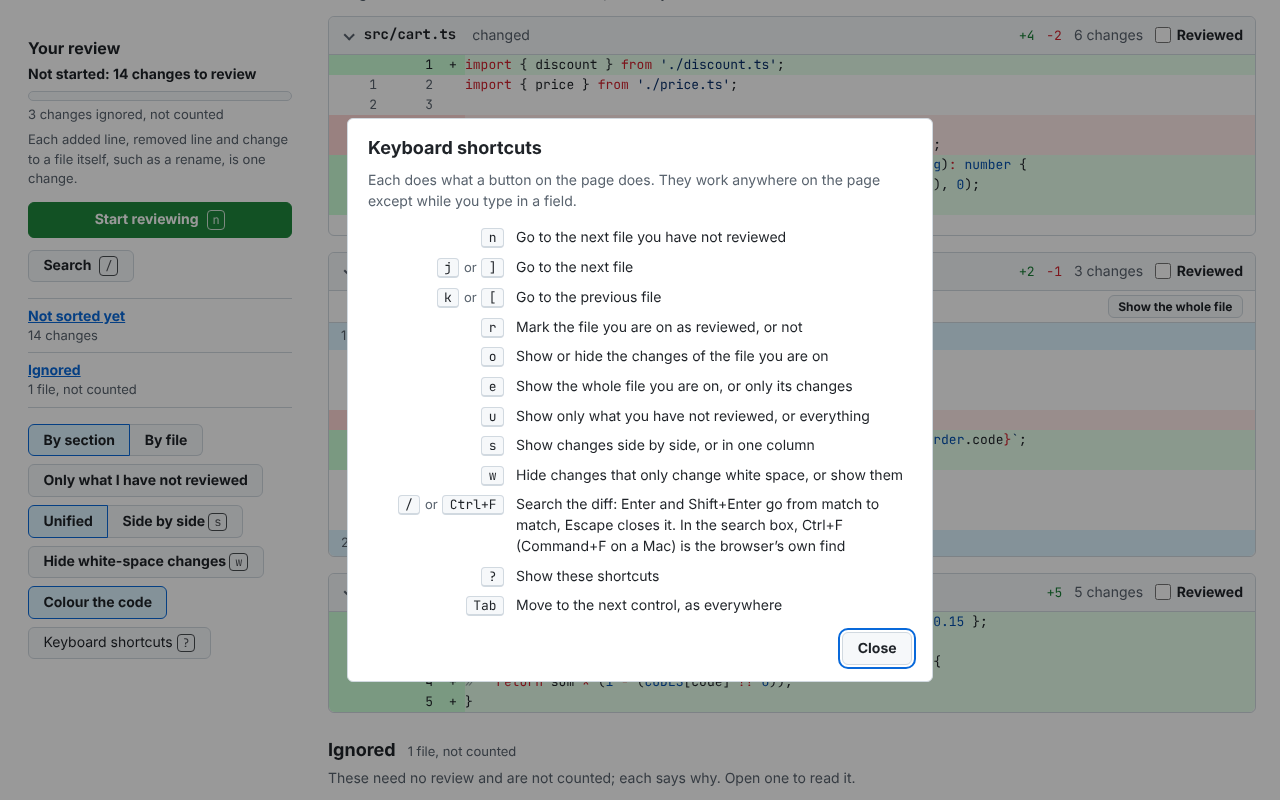 Your review
Not started: 14 changes to review
3 changes ignored, not counted
Each added line, removed line and change
to a file itself, such as a rename, is one
change.
Start reviewing n
Search /
Not sorted yet
14 changes
Ignored
1 file, not counted
By section By file
Only what I have not reviewed
Unified Side by side s
Hide white-space changes w
Colour the code
Keyboard shortcuts ?
src/cart.ts changed +4 -2 6 changes Reviewed
1 + import { discount } from './discount.ts';
1 2 import { price } from './price.ts';
2 3
;
g): number {
), 0);
+2 -1 3 changes Reviewed
Show the whole file
1
rder.code}`;
2
+5 5 changes Reviewed
0.15 };
{
5 + }
Keyboard shortcuts
Each does what a button on the page does. They work anywhere on the page
except while you type in a field.
n Go to the next file you have not reviewed
j or ] Go to the next file
k or [ Go to the previous file
r Mark the file you are on as reviewed, or not
o Show or hide the changes of the file you are on
e Show the whole file you are on, or only its changes
u Show only what you have not reviewed, or everything
s Show changes side by side, or in one column
w Hide changes that only change white space, or show them
/ or Ctrl+F Search the diff: Enter and Shift+Enter go from match to
match, Escape closes it. In the search box, Ctrl+F
(Command+F on a Mac) is the browser’s own find
? Show these shortcuts
Tab Move to the next control, as everywhere
Close
Ignored 1 file, not counted
These need no review and are not counted; each says why. Open one to read it.